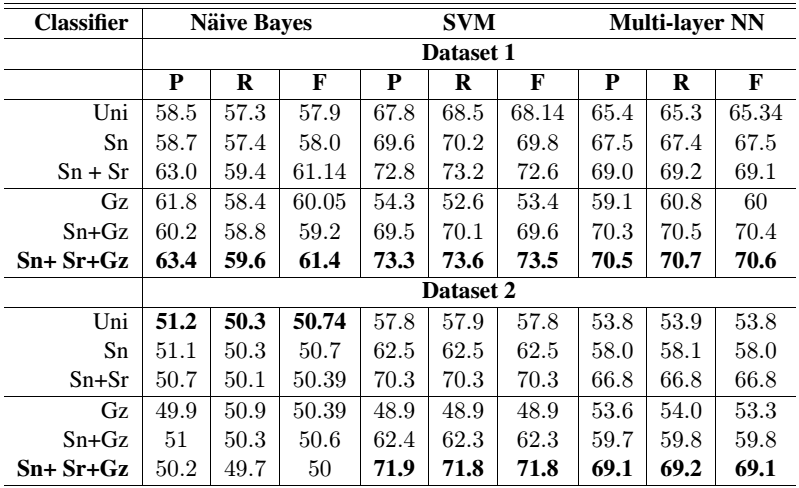 Classifier Näive Bayes SVM Multi-layer NN
Dataset 1
P R F P R F P R F
Uni 58.5 57.3 57.9 67.8 68.5 68.14 65.4 65.3 65.34
Sn 58.7 57.4 58.0 69.6 70.2 69.8 67.5 67.4 67.5
Sn + Sr 63.0 59.4 61.14 72.8 73.2 72.6 69.0 69.2 69.1
Gz 61.8 58.4 60.05 54.3 52.6 53.4 59.1 60.8 60
Sn+Gz 60.2 58.8 59.2 69.5 70.1 69.6 70.3 70.5 70.4
Sn+ Sr+Gz 63.4 59.6 61.4 73.3 73.6 73.5 70.5 70.7 70.6
Dataset 2
Uni 51.2 50.3 50.74 57.8 57.9 57.8 53.8 53.9 53.8
Sn 51.1 50.3 50.7 62.5 62.5 62.5 58.0 58.1 58.0
Sn+Sr 50.7 50.1 50.39 70.3 70.3 70.3 66.8 66.8 66.8
Gz 49.9 50.9 50.39 48.9 48.9 48.9 53.6 54.0 53.3
Sn+Gz 51 50.3 50.6 62.4 62.3 62.3 59.7 59.8 59.8
Sn+ Sr+Gz 50.2 49.7 50 71.9 71.8 71.8 69.1 69.2 69.1